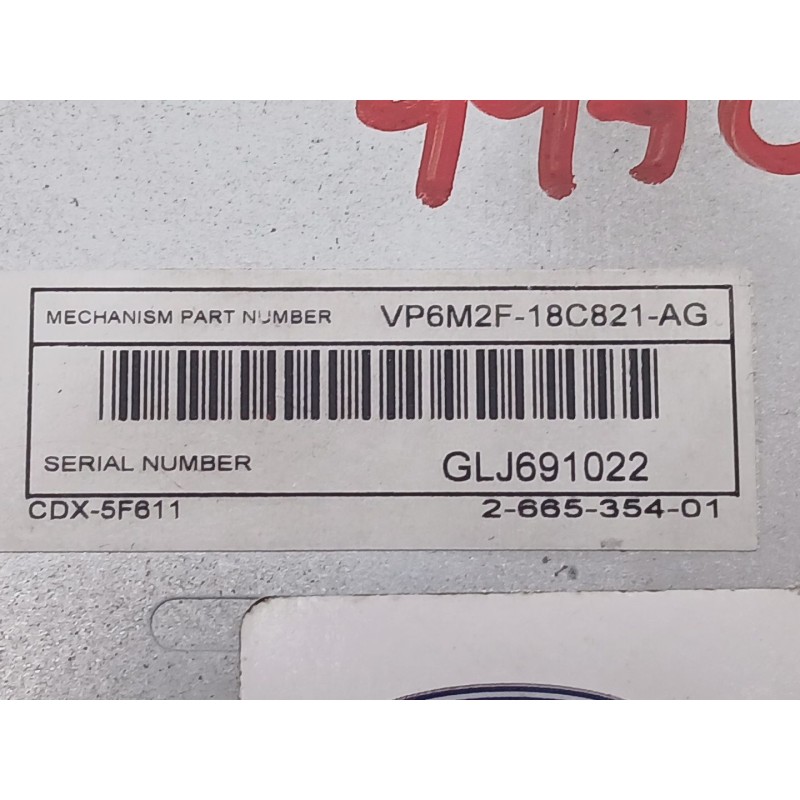 MECHANISM PART NUMBER VP6M2F-18C821-AG
SERIAL NUMBER GLJ691022
CDX-5F611 2-665-354-01